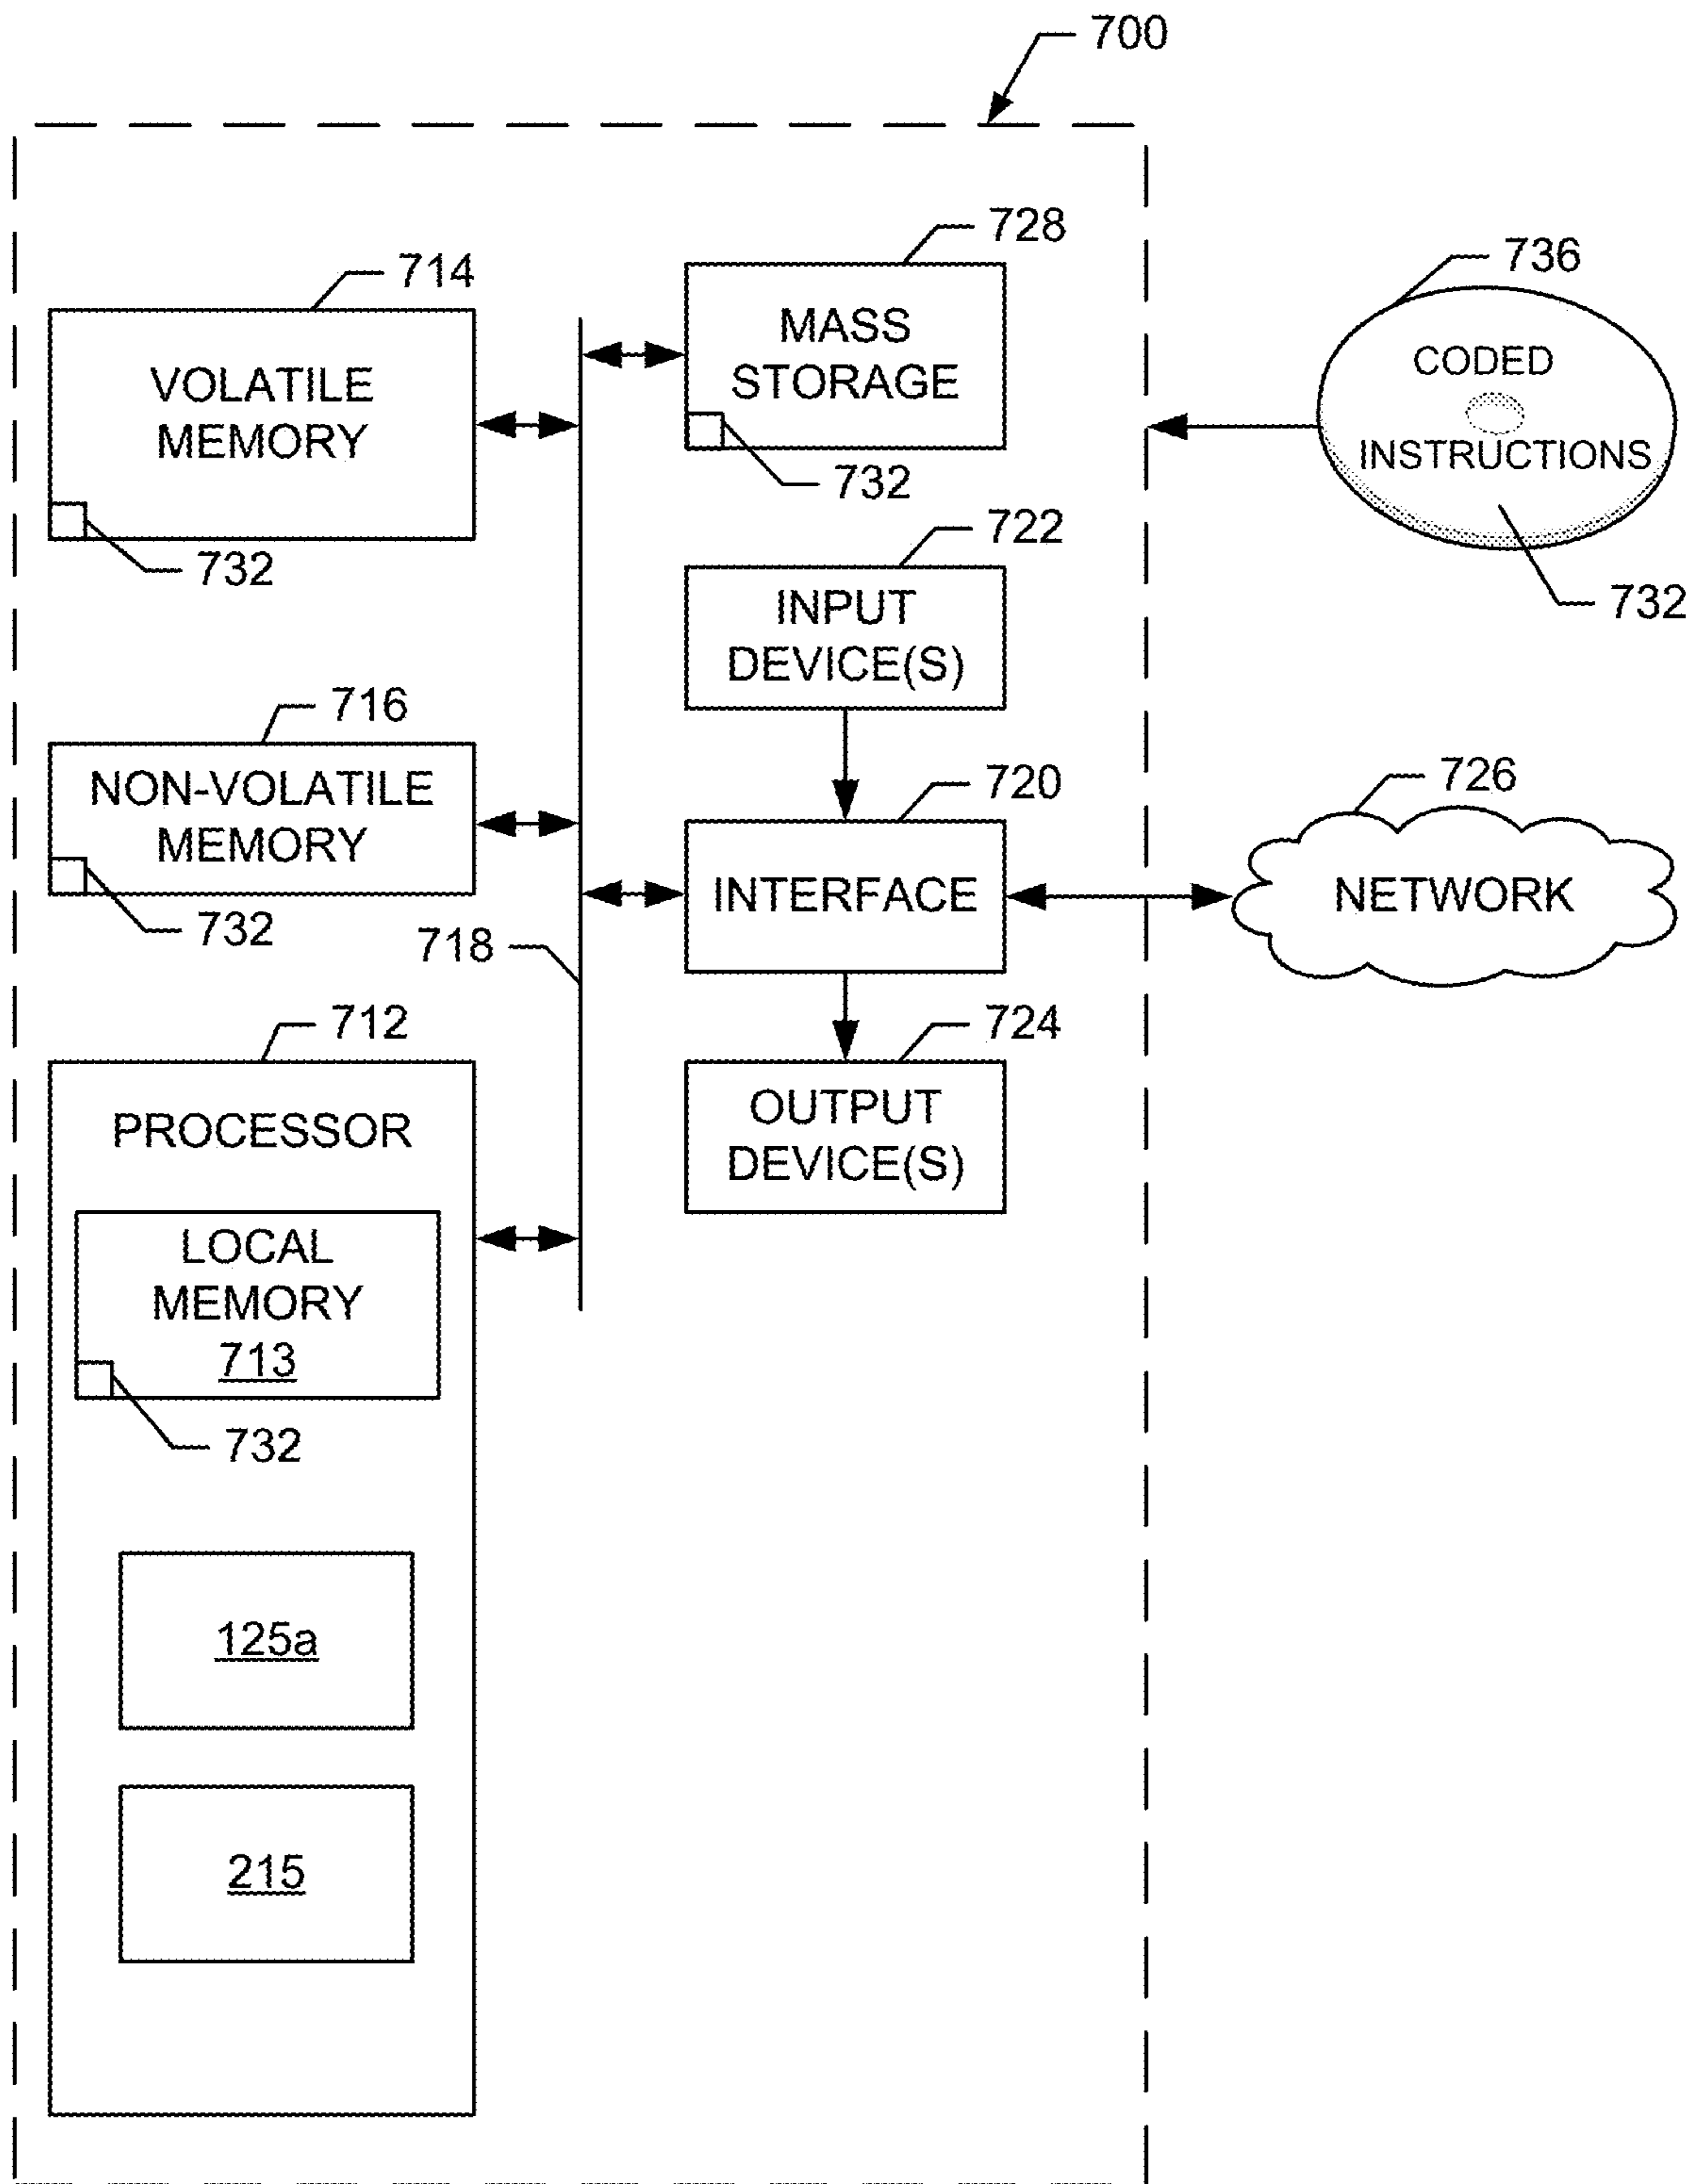 700
728
MASS
STORAGE
732
714
VOLATILE
MEMORY
732
736
CODED
INSTRUCTIONS
732
722
INPUT
DEVICE(S)
716
NON-VOLATILE
MEMORY
732
720
INTERFACE
726
NETWORK
718
724
OUTPUT
DEVICE(S)
712
PROCESSOR
LOCAL
MEMORY
713
732
125a
215